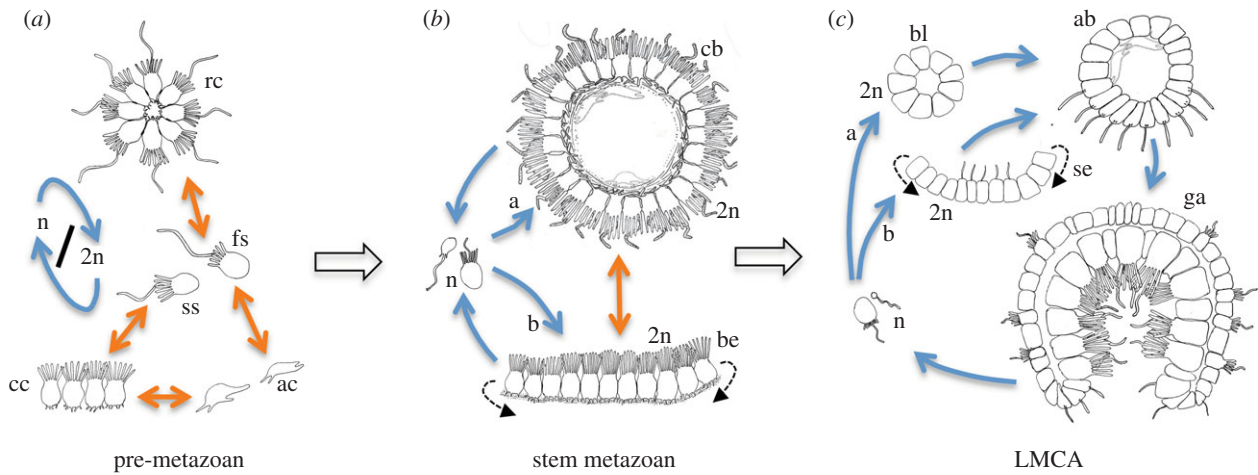 (a)
rc
n
2n
fs
ss
cc
ac
pre-metazoan
(b)
cb
a
2n
n
b
2n
be
stem metazoan
(c)
bl
ab
2n
a
se
b
2n
ga
n
LMCA